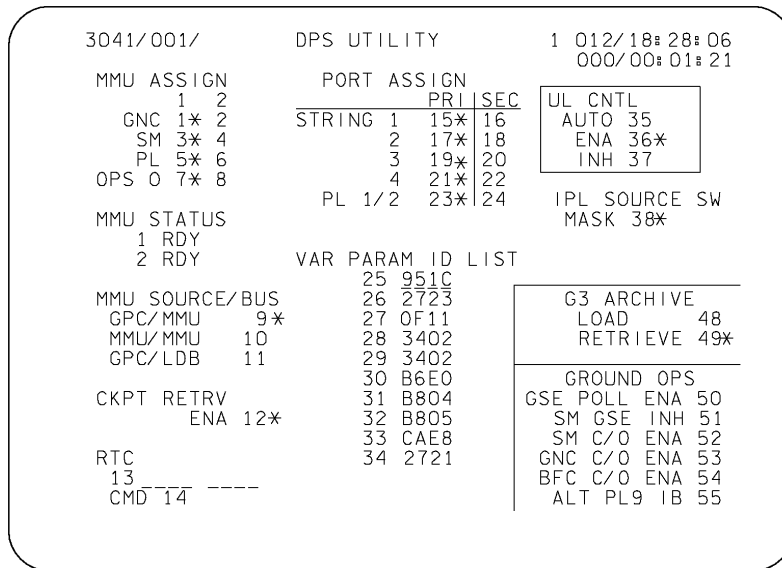 3041/001/ DPS UTILITY 1 012/18:28:06
000/00:01:21
MMU ASSIGN
1 2
GNC 1* 2
SM 3* 4
PL 5* 6
OPS 0 7* 8
MMU STATUS
1 RDY
2 RDY
MMU SOURCE/BUS
GPC/MMU 9*
MMU/MMU 10
GPC/LDB 11
CKPT RETRV
ENA 12*
RTC
13 ____ ____
CMD 14
PORT ASSIGN
PRI SEC
STRING 1 15* 16
2 17* 18
3 19* 20
4 21* 22
PL 1/2 23* 24
VAR PARAM ID LIST
25 951C
26 2723
27 0F11
28 3402
29 3402
30 B6E0
31 B804
32 B805
33 CAE8
34 2721
UL CNTL
AUTO 35
ENA 36*
INH 37
IPL SOURCE SW
MASK 38*
G3 ARCHIVE
LOAD 48
RETRIEVE 49*
GROUND OPS
GSE POLL ENA 50
SM GSE INH 51
SM C/O ENA 52
GNC C/O ENA 53
BFC C/O ENA 54
ALT PL9 IB 55